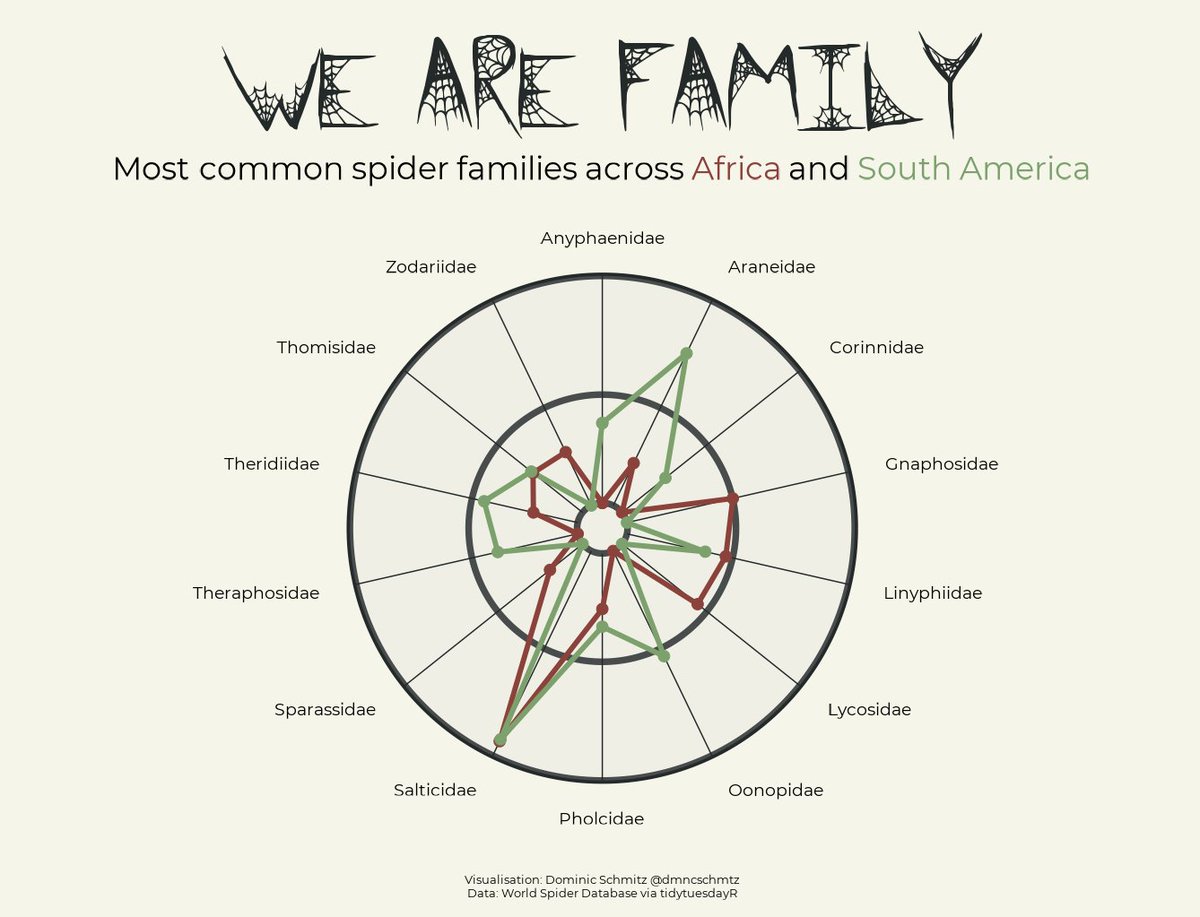 WE ARE FAMILY
Most common spider families across Africa and South America
Anyphaenidae
Zodariidae
Araneidae
Thomisidae
Corinnidae
Theridiidae
Gnaphosidae
Theraphosidae
Linyphiidae
Sparassidae
Lycosidae
Salticidae
Oonopidae
Pholcidae
Visualisation: Dominic Schmitz @dmncschmtz
Data: World Spider Database via tidytuesdayR